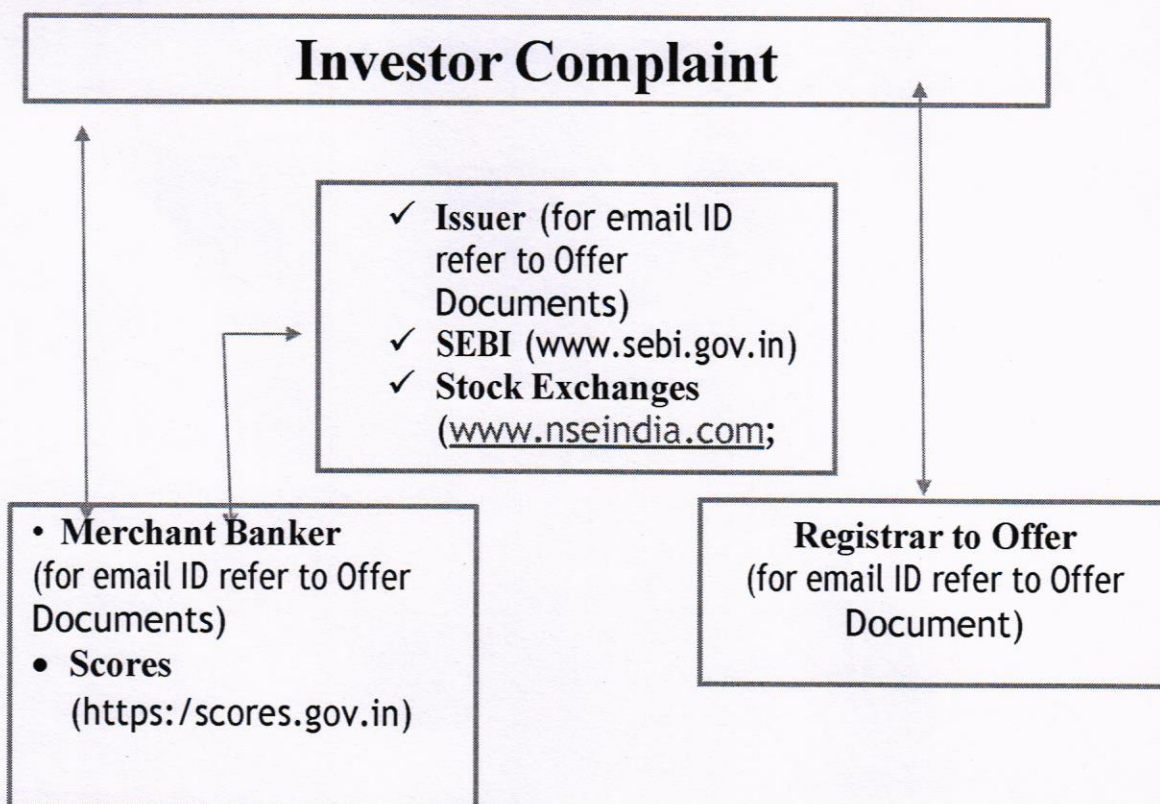 Investor Complaint
✓ Issuer (for email ID
refer to Offer
Documents)
✓ SEBI (www.sebi.gov.in)
✓ Stock Exchanges
(www.nseindia.com;
• Merchant Banker
(for email ID refer to Offer
Documents)
• Scores
(https:/scores.gov.in)
Registrar to Offer
(for email ID refer to Offer
Document)